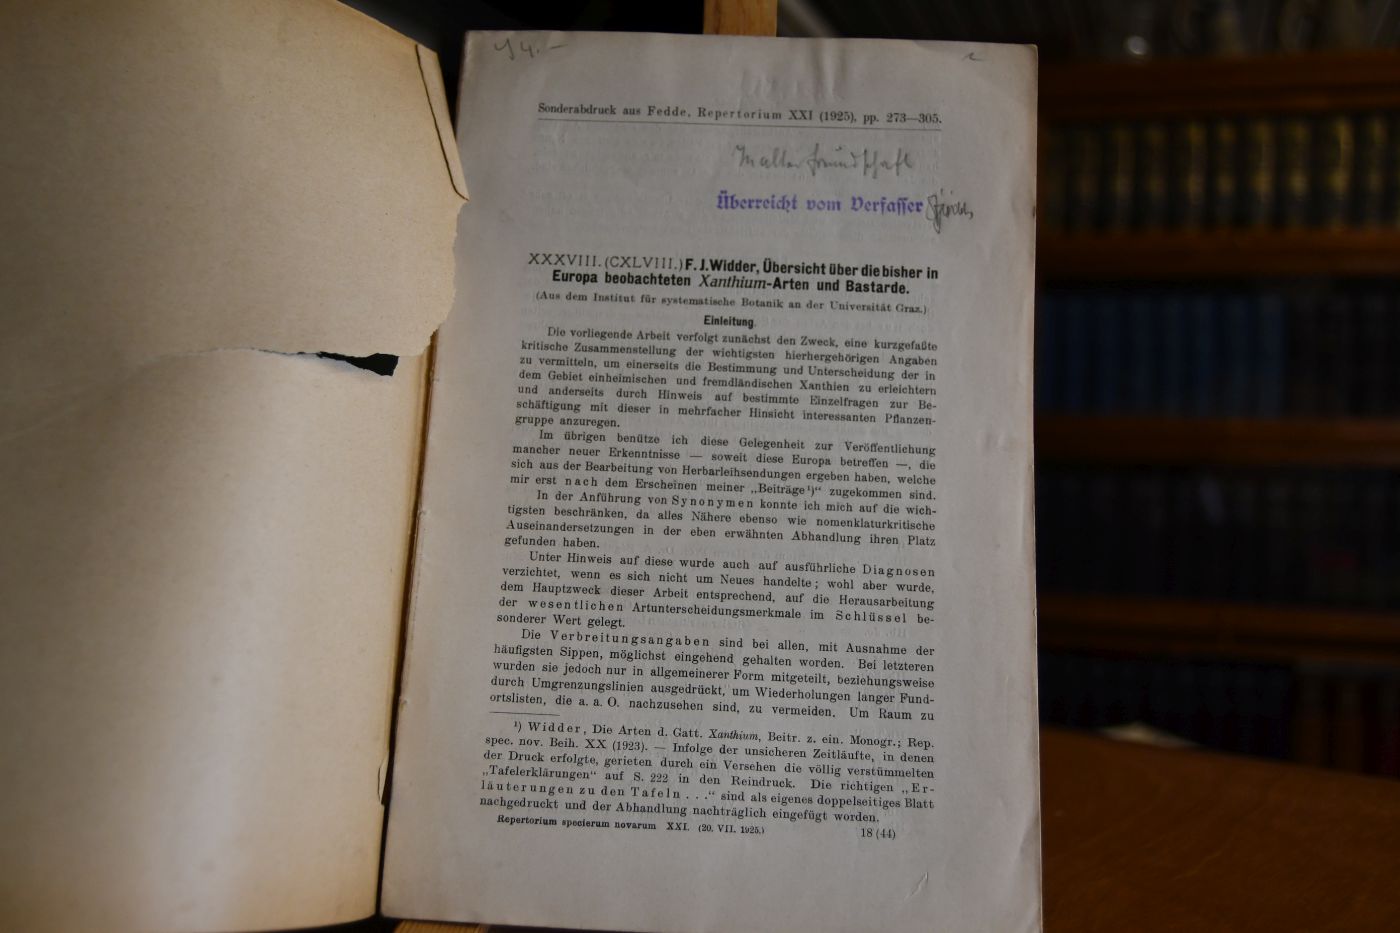 Sonderabdruck aus Fedde, Repertorium XXI (1925), pp. 273—305.
Überreicht vom Verfasser
XXXVIII. (CXLVIII.) F. J. Widder, Übersicht über die bisher in
Europa beobachteten Xanthium-Arten und Bastarde.
(Aus dem Institut für systematische Botanik an der Universität Graz.)
Einleitung.
Die vorliegende Arbeit verfolgt zunächst den Zweck, eine kurzgefaßte
kritische Zusammenstellung der wichtigsten hierhergehörigen Angaben
zu vermitteln, um einerseits die Bestimmung und Unterscheidung der in
dem Gebiet einheimischen und fremdländischen Xanthien zu erleichtern
und anderseits durch Hinweis auf bestimmte Einzelfragen zur Be-
schäftigung mit dieser in mehrfacher Hinsicht interessanten Pflanzen-
gruppe anzuregen.
Im übrigen benütze ich diese Gelegenheit zur Veröffentlichung
mancher neuer Erkenntnisse — soweit diese Europa betreffen —, die
sich aus der Bearbeitung von Herbarleihsendungen ergeben haben, welche
mir erst nach dem Erscheinen meiner „Beiträge¹)“ zugekommen sind.
In der Anführung von Synonymen konnte ich mich auf die wich-
tigsten beschränken, da alles Nähere ebenso wie nomenklaturkritische
Auseinandersetzungen in der eben erwähnten Abhandlung ihren Platz
gefunden haben.
Unter Hinweis auf diese wurde auch auf ausführliche Diagnosen
verzichtet, wenn es sich nicht um Neues handelte; wohl aber wurde,
dem Hauptzweck dieser Arbeit entsprechend, auf die Herausarbeitung
der wesentlichen Artunterscheidungsmerkmale im Schlüssel be-
sonderer Wert gelegt.
Die Verbreitungsangaben sind bei allen, mit Ausnahme der
häufigsten Sippen, möglichst eingehend gehalten worden. Bei letzteren
wurden sie jedoch nur in allgemeinerer Form mitgeteilt, beziehungsweise
durch Umgrenzungslinien ausgedrückt, um Wiederholungen langer Fund-
ortslisten, die a. a. O. nachzusehen sind, zu vermeiden. Um Raum zu
¹) Widder, Die Arten d. Gatt. Xanthium, Beitr. z. ein. Monogr.; Rep.
spec. nov. Beih. XX (1923). — Infolge der unsicheren Zeitläufte, in denen
der Druck erfolgte, gerieten durch ein Versehen die völlig verstümmelten
„Tafelerklärungen“ auf S. 222 in den Reindruck. Die richtigen „Er-
läuterungen zu den Tafeln . . .“ sind als eigenes doppelseitiges Blatt
nachgedruckt und der Abhandlung nachträglich eingefügt worden.
Repertorium specierum novarum XXI. (20. VII. 1925.) 18 (44)